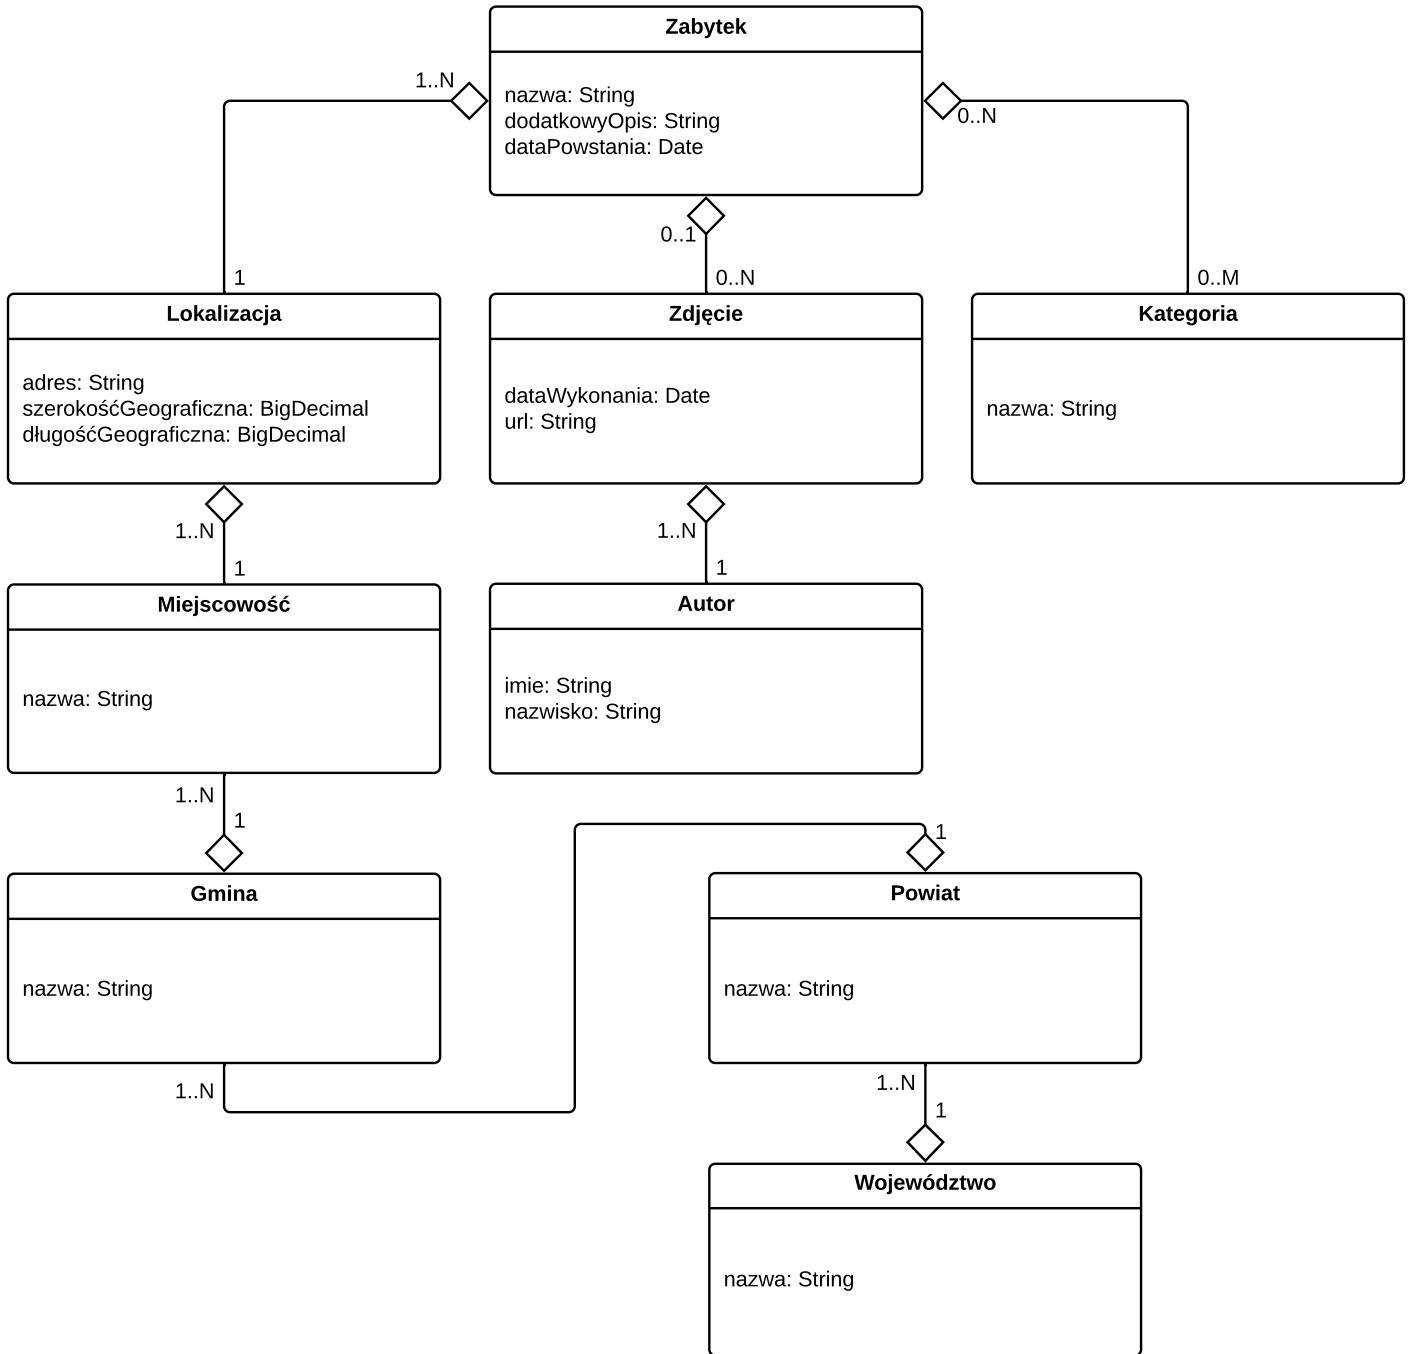 Zabytek
nazwa: String
dodatkowyOpis: String
dataPowstania: Date
1..N
0..N
0..1
1
0..N
0..M
Lokalizacja
adres: String
szerokośćGeograficzna: BigDecimal
długośćGeograficzna: BigDecimal
Zdjęcie
dataWykonania: Date
url: String
Kategoria
nazwa: String
1..N
1
1..N
1
Miejscowość
nazwa: String
Autor
imie: String
nazwisko: String
1..N
1
1
Gmina
nazwa: String
Powiat
nazwa: String
1..N
1..N
1
Województwo
nazwa: String